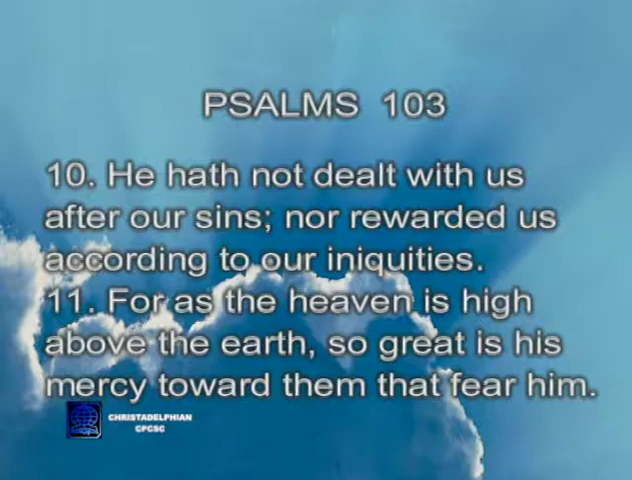 PSALMS 103
10. He hath not dealt with us
after our sins; nor rewarded us
according to our iniquities.
11. For as the heaven is high
above the earth, so great is his
mercy toward them that fear him.
CHRISTADELPHIAN
CPCSC